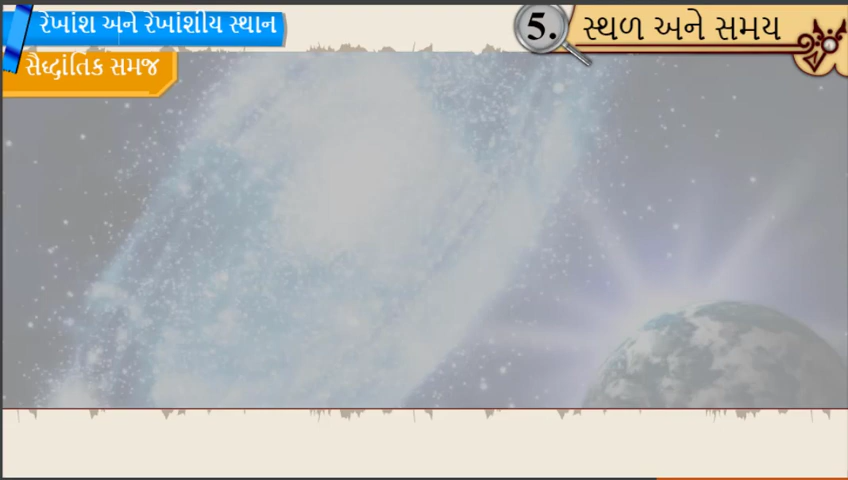 રેખાંશ અને રેખાંશીય સ્થાન
5. સ્થળ અને સમય
સૈદ્ધાંતિક સમજ